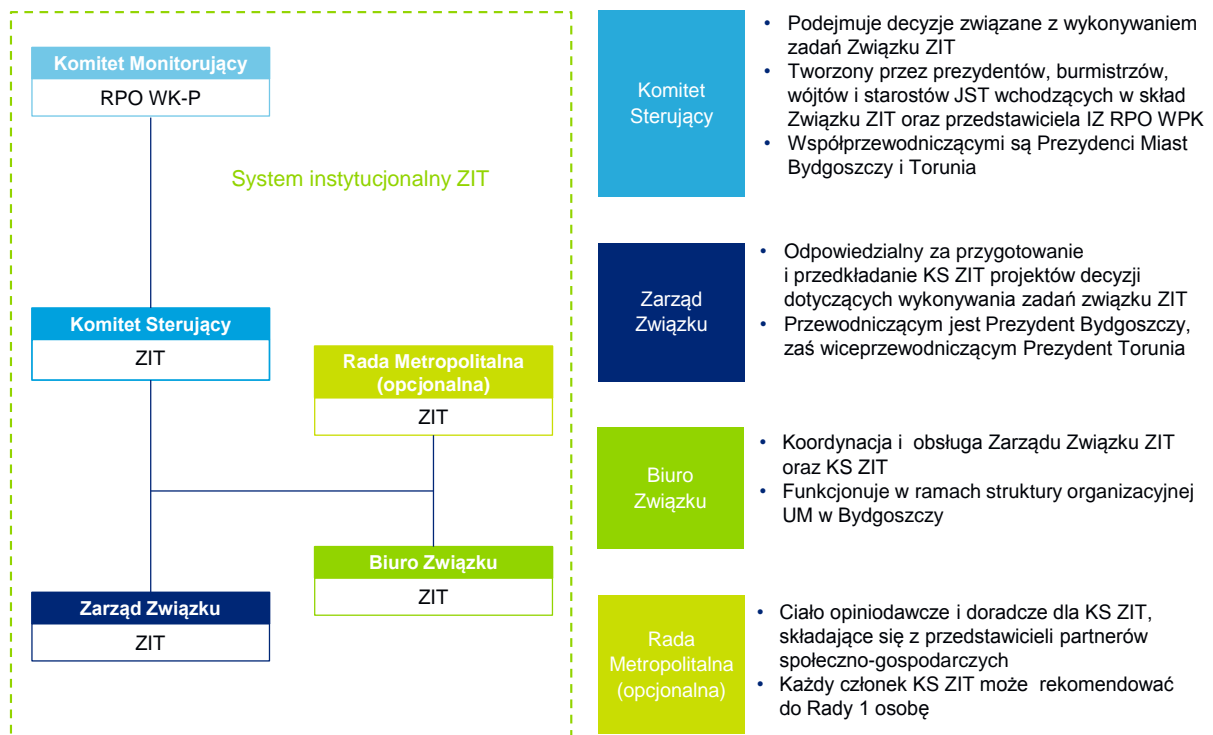 Komitet Monitorujący
RPO WK-P
System instytucjonalny ZIT
Komitet Sterujący
ZIT
Rada Metropolitalna
(opcjonalna)
ZIT
Biuro Związku
ZIT
Zarząd Związku
ZIT
Komitet
Sterujący
• Podejmuje decyzje związane z wykonywaniem
zadań Związku ZIT
• Tworzony przez prezydentów, burmistrzów,
wójtów i starostów JST wchodzących w skład
Związku ZIT oraz przedstawiciela IZ RPO WPK
• Współprzewodniczącymi są Prezydenci Miast
Bydgoszczy i Torunia
Zarząd
Związku
• Odpowiedzialny za przygotowanie
i przedkładanie KS ZIT projektów decyzji
dotyczących wykonywania zadań związku ZIT
• Przewodniczącym jest Prezydent Bydgoszczy,
zaś wiceprzewodniczącym Prezydent Torunia
Biuro
Związku
• Koordynacja i obsługa Zarządu Związku ZIT
oraz KS ZIT
• Funkcjonuje w ramach struktury organizacyjnej
UM w Bydgoszczy
Rada
Metropolitalna
(opcjonalna)
• Ciało opiniodawcze i doradcze dla KS ZIT,
składające się z przedstawicieli partnerów
społeczno-gospodarczych
• Każdy członek KS ZIT może rekomendować
do Rady 1 osobę